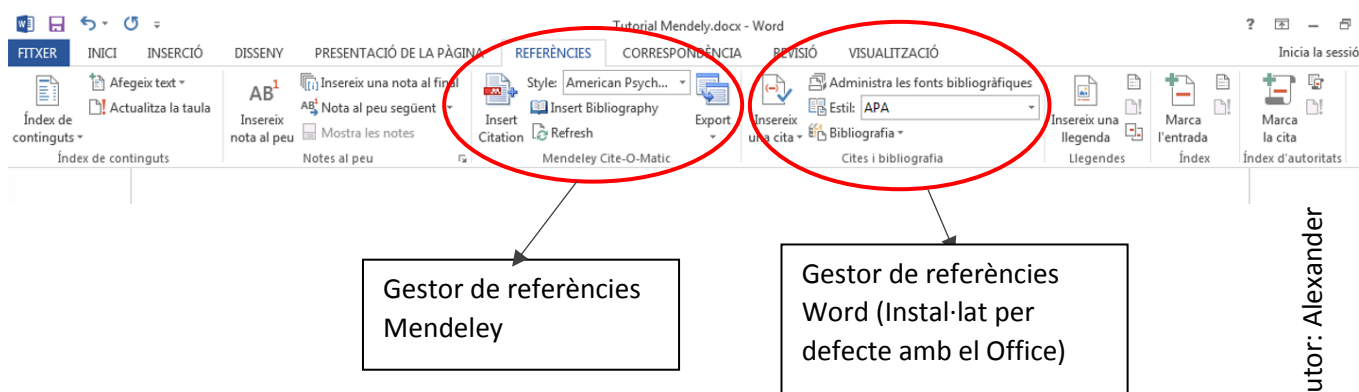 Tutorial Mendely.docx - Word
FITXER INICI INSERCIÓ DISSENY PRESENTACIÓ DE LA PÀGINA REFERÈNCIES CORRESPONDÈNCIA REVISIÓ VISUALITZACIÓ Inicia la sessió
Índex de continguts
Afegeix text
Actualitza la taula
Índex de continguts
AB1
Insereix nota al peu
Insereix una nota al final
Nota al peu següent
Mostra les notes
Notes al peu
Insert Citation
Style: American Psych...
Insert Bibliography
Refresh
Export
Mendeley Cite-O-Matic
Insereix una cita
Administra les fonts bibliogràfiques
Estil: APA
Bibliografia
Cites i bibliografia
Insereix una llegenda
Llegendes
Marca l'entrada
Índex
Marca la cita
Índex d'autoritats
Gestor de referències
Mendeley
Gestor de referències
Word (Instal·lat per
defecte amb el Office)
utor: Alexander